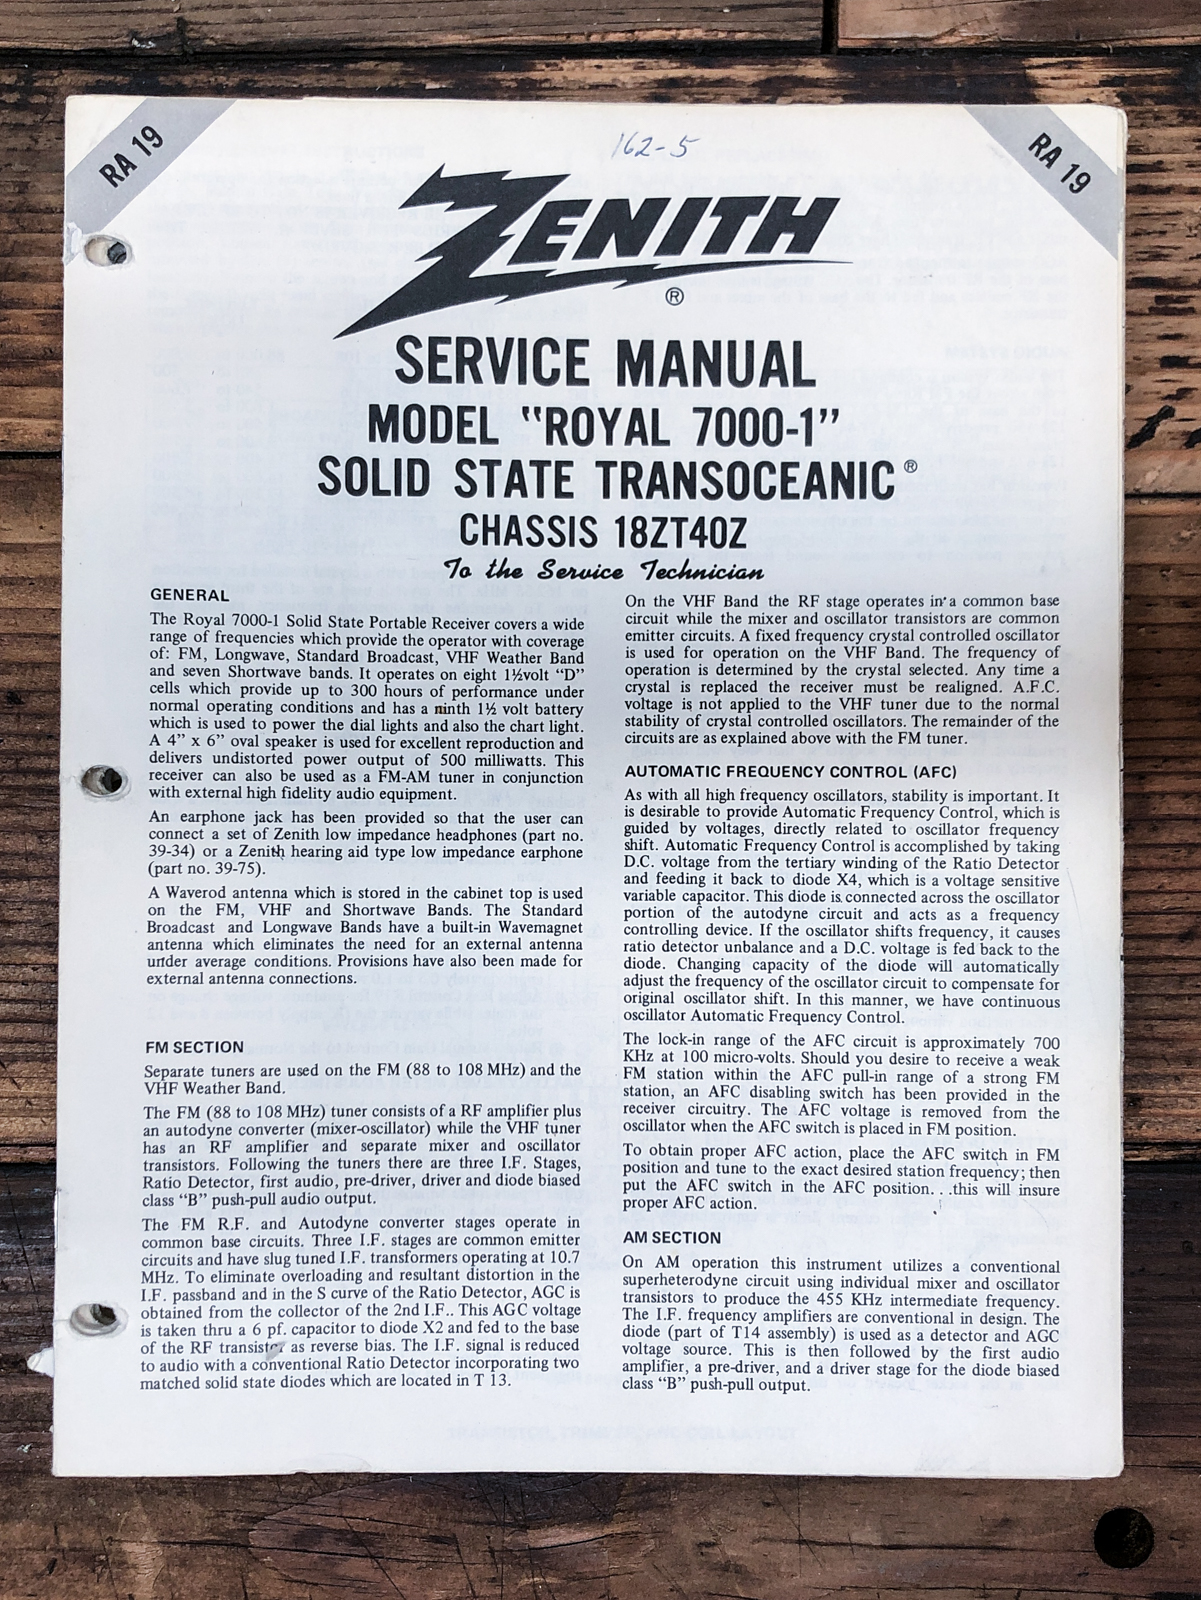 RA 19
162-5
RA 19
ZENITH
®
SERVICE MANUAL
MODEL "ROYAL 7000-1"
SOLID STATE TRANSOCEANIC®
CHASSIS 18ZT40Z
To the Service Technician
GENERAL
The Royal 7000-1 Solid State Portable Receiver covers a wide
range of frequencies which provide the operator with coverage
of: FM, Longwave, Standard Broadcast, VHF Weather Band
and seven Shortwave bands. It operates on eight 1½volt "D"
cells which provide up to 300 hours of performance under
normal operating conditions and has a ninth 1½ volt battery
which is used to power the dial lights and also the chart light.
A 4" x 6" oval speaker is used for excellent reproduction and
delivers undistorted power output of 500 milliwatts. This
receiver can also be used as a FM-AM tuner in conjunction
with external high fidelity audio equipment.
An earphone jack has been provided so that the user can
connect a set of Zenith low impedance headphones (part no.
39-34) or a Zenith hearing aid type low impedance earphone
(part no. 39-75).
A Waverod antenna which is stored in the cabinet top is used
on the FM, VHF and Shortwave Bands. The Standard
Broadcast and Longwave Bands have a built-in Wavemagnet
antenna which eliminates the need for an external antenna
under average conditions. Provisions have also been made for
external antenna connections.
FM SECTION
Separate tuners are used on the FM (88 to 108 MHz) and the
VHF Weather Band.
The FM (88 to 108 MHz) tuner consists of a RF amplifier plus
an autodyne converter (mixer-oscillator) while the VHF tuner
has an RF amplifier and separate mixer and oscillator
transistors. Following the tuners there are three I.F. Stages,
Ratio Detector, first audio, pre-driver, driver and diode biased
class "B" push-pull audio output.
The FM R.F. and Autodyne converter stages operate in
common base circuits. Three I.F. stages are common emitter
circuits and have slug tuned I.F. transformers operating at 10.7
MHz. To eliminate overloading and resultant distortion in the
I.F. passband and in the S curve of the Ratio Detector, AGC is
obtained from the collector of the 2nd I.F.. This AGC voltage
is taken thru a 6 pf. capacitor to diode X2 and fed to the base
of the RF transistor as reverse bias. The I.F. signal is reduced
to audio with a conventional Ratio Detector incorporating two
matched solid state diodes which are located in T 13.
On the VHF Band the RF stage operates in a common base
circuit while the mixer and oscillator transistors are common
emitter circuits. A fixed frequency crystal controlled oscillator
is used for operation on the VHF Band. The frequency of
operation is determined by the crystal selected. Any time a
crystal is replaced the receiver must be realigned. A.F.C.
voltage is not applied to the VHF tuner due to the normal
stability of crystal controlled oscillators. The remainder of the
circuits are as explained above with the FM tuner.
AUTOMATIC FREQUENCY CONTROL (AFC)
As with all high frequency oscillators, stability is important. It
is desirable to provide Automatic Frequency Control, which is
guided by voltages, directly related to oscillator frequency
shift. Automatic Frequency Control is accomplished by taking
D.C. voltage from the tertiary winding of the Ratio Detector
and feeding it back to diode X4, which is a voltage sensitive
variable capacitor. This diode is connected across the oscillator
portion of the autodyne circuit and acts as a frequency
controlling device. If the oscillator shifts frequency, it causes
ratio detector unbalance and a D.C. voltage is fed back to the
diode. Changing capacity of the diode will automatically
adjust the frequency of the oscillator circuit to compensate for
original oscillator shift. In this manner, we have continuous
oscillator Automatic Frequency Control.
The lock-in range of the AFC circuit is approximately 700
KHz at 100 micro-volts. Should you desire to receive a weak
FM station within the AFC pull-in range of a strong FM
station, an AFC disabling switch has been provided in the
receiver circuitry. The AFC voltage is removed from the
oscillator when the AFC switch is placed in FM position.
To obtain proper AFC action, place the AFC switch in FM
position and tune to the exact desired station frequency; then
put the AFC switch in the AFC position. . .this will insure
proper AFC action.
AM SECTION
On AM operation this instrument utilizes a conventional
superheterodyne circuit using individual mixer and oscillator
transistors to produce the 455 KHz intermediate frequency.
The I.F. frequency amplifiers are conventional in design. The
diode (part of T14 assembly) is used as a detector and AGC
voltage source. This is then followed by the first audio
amplifier, a pre-driver, and a driver stage for the diode biased
class "B" push-pull output.